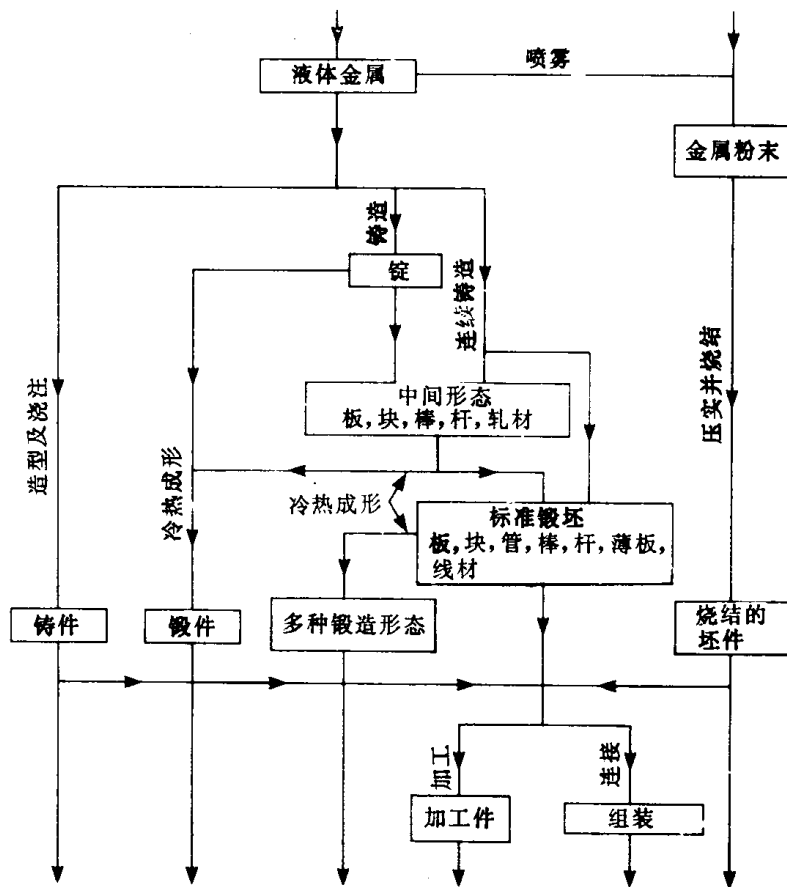 喷雾
液体金属
金属粉末
铸造
锭
连续铸造
中间形态
板,块,棒,杆,轧材
压实并烧结
造型及浇注
冷热成形
冷热成形
标准锻坯
板,块,管,棒,杆,薄板,
线材
铸件
锻件
多种锻造形态
烧结的
坯件
加工
连接
加工件
组装